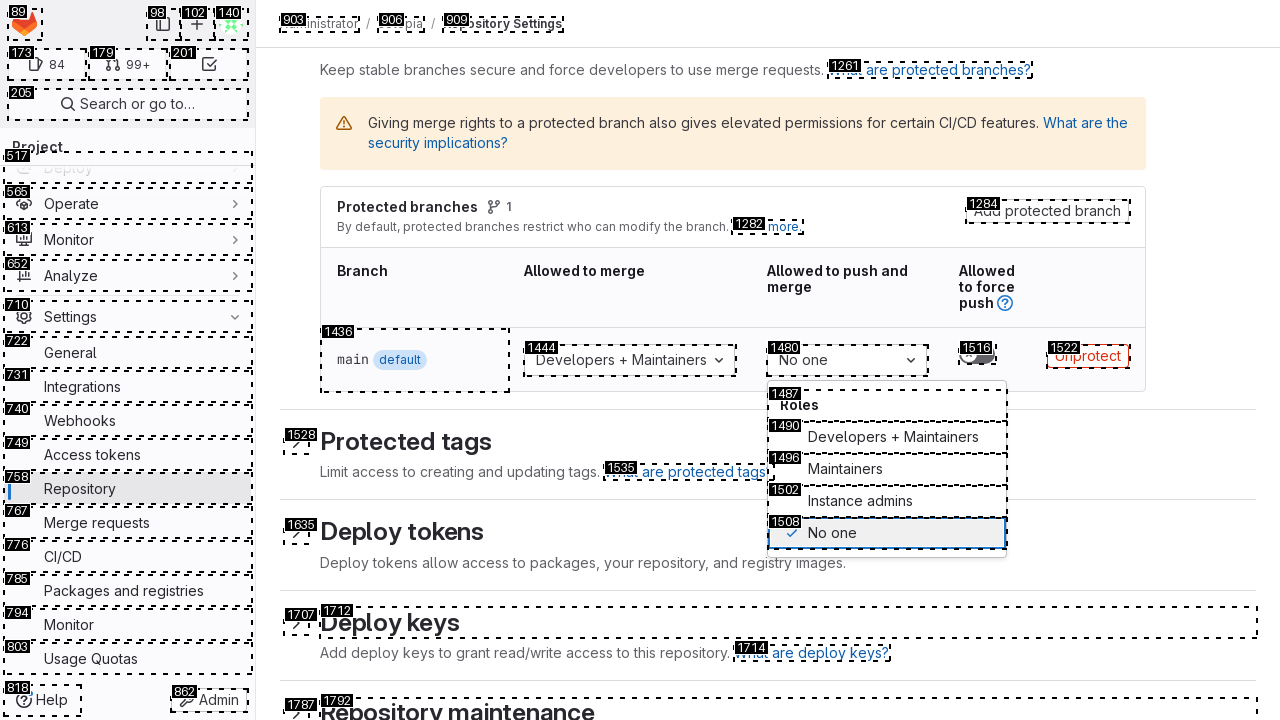 89
98
102
140
173
84
179
99+
201
205
Search or go to…
Project
517
Deploy
565
Operate
613
Monitor
652
Analyze
710
Settings
722
General
731
Integrations
740
Webhooks
749
Access tokens
758
Repository
767
Merge requests
776
CI/CD
785
Packages and registries
794
Monitor
803
Usage Quotas
818
Help
862
Admin
903
Administrator
/
906
/
909
Repository Settings
Keep stable branches secure and force developers to use merge requests.
1261
What are protected branches?
Giving merge rights to a protected branch also gives elevated permissions for certain CI/CD features. What are the
security implications?
Protected branches
1
By default, protected branches restrict who can modify the branch.
1282
more.
1284
Add protected branch
Branch
Allowed to merge
Allowed to push and
merge
Allowed
to force
push
1436
main default
1444
Developers + Maintainers
1480
No one
1516
1522
Unprotect
1487
Roles
1490
Developers + Maintainers
1496
Maintainers
1502
Instance admins
1508
No one
1528
Protected tags
Limit access to creating and updating tags.
1535
What are protected tags
1635
Deploy tokens
Deploy tokens allow access to packages, your repository, and registry images.
1707
1712
Deploy keys
Add deploy keys to grant read/write access to this repository.
1714
What are deploy keys?
1787
1792
Repository maintenance